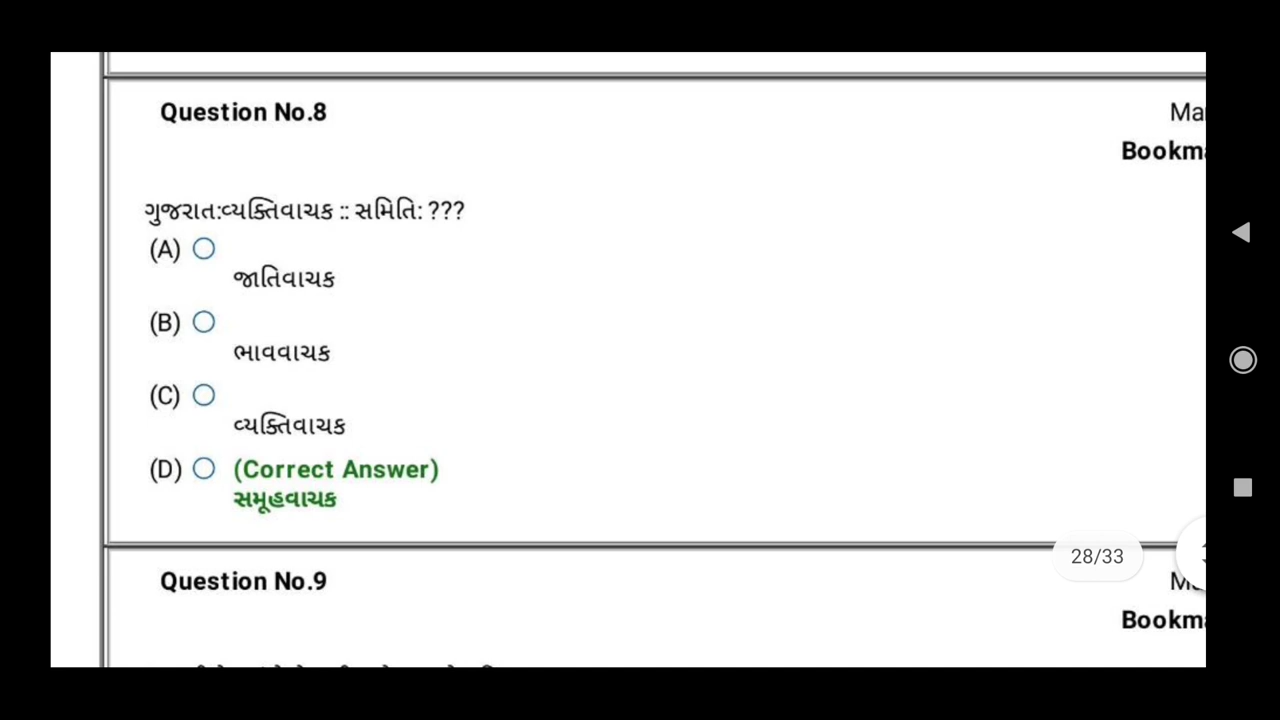 Question No.8
Bookm
ગુજરાત:વ્યક્તિવાચક :: સમિતિ: ???
(A)
જાતિવાચક
(B)
ભાવવાચક
(C)
વ્યક્તિવાચક
(D) (Correct Answer)
સમૂહવાચક
28/33
Question No.9
Bookm